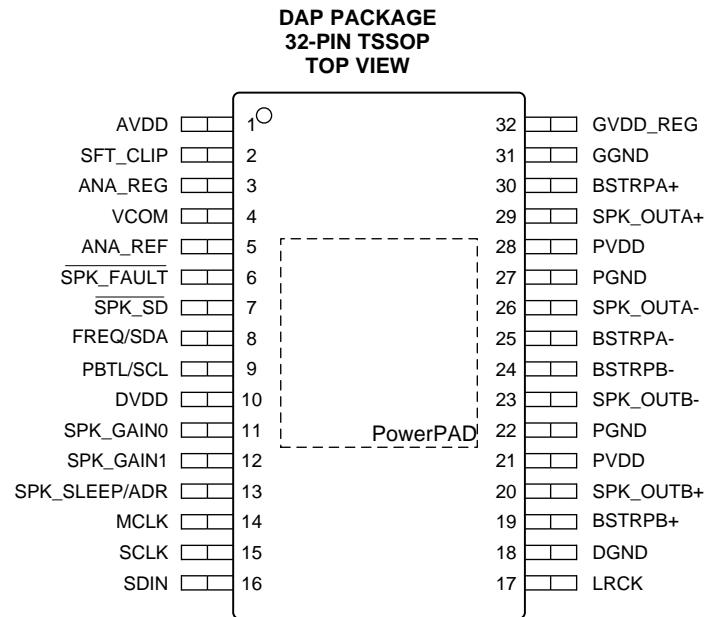 DAP PACKAGE
32-PIN TSSOP
TOP VIEW
AVDD 1 32 GVDD_REG
SFT_CLIP 2 31 GGND
ANA_REG 3 30 BSTRPA+
VCOM 4 29 SPK_OUTA+
ANA_REF 5 28 PVDD
SPK_FAULT 6 27 PGND
SPK_SD 7 26 SPK_OUTA-
FREQ/SDA 8 25 BSTRPA-
PBTL/SCL 9 24 BSTRPB-
DVDD 10 23 SPK_OUTB-
SPK_GAIN0 11 PowerPAD 22 PGND
SPK_GAIN1 12 21 PVDD
SPK_SLEEP/ADR 13 20 SPK_OUTB+
MCLK 14 19 BSTRPB+
SCLK 15 18 DGND
SDIN 16 17 LRCK